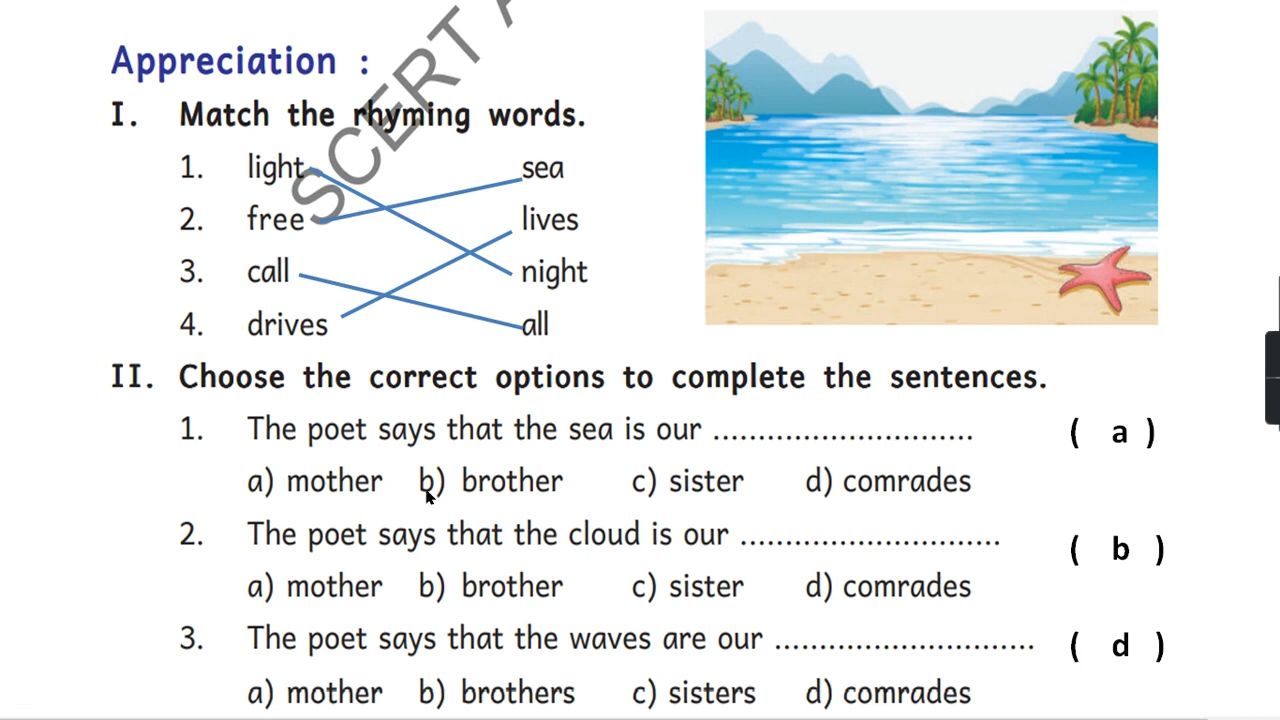 Appreciation :
I. Match the rhyming words.
1. light sea
2. free lives
3. call night
4. drives all
II. Choose the correct options to complete the sentences.
1. The poet says that the sea is our ............................. ( a )
a) mother b) brother c) sister d) comrades
2. The poet says that the cloud is our ............................. ( b )
a) mother b) brother c) sister d) comrades
3. The poet says that the waves are our ............................. ( d )
a) mother b) brothers c) sisters d) comrades
SCERT A